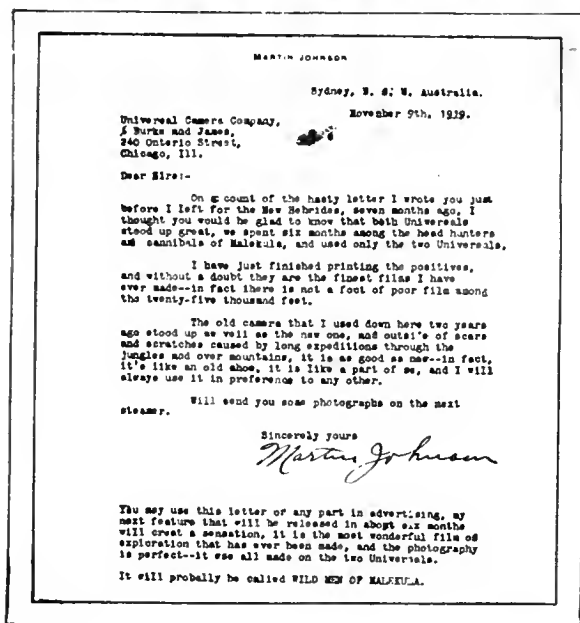 MARTIN JOHNSON
Sydney, N. S. W. Australia.
November 9th. 1919.
Universal Camera Company,
% Burke and James,
240 Ontario Street,
Chicago, Ill.
Dear Sirs:-
On a count of the hasty letter I wrote you just
before I left for the New Hebrides, seven months ago, I
thought you would be glad to know that both Universals
stood up great, we spent six months among the head hunters
and cannibals of Malekula, and used only the two Universals.
I have just finished printing the positives,
and without a doubt they are the finest films I have
ever made--in fact there is not a foot of poor film among
the twenty-five thousand feet.
The old camera that I used down here two years
ago stood up as well as the new one, and outsi'e of scars
and scratches caused by long expeditions through the
jungles and over mountains, it is as good as new--in fact,
it's like an old shoe, it is like a part of me, and I will
always use it in preference to any other.
Will send you some photographs on the next
steamer.
Sincerely yours
Martin Johnson
You may use this letter or any part in advertising, my
next feature that will be released in abopt six months
will creat a sensation, it is the most wonderful film of
exploration that has ever been made, and the photography
is perfect--it was all made on the two Universals.
It will probally be called WILD MEN OF MALEKULA.